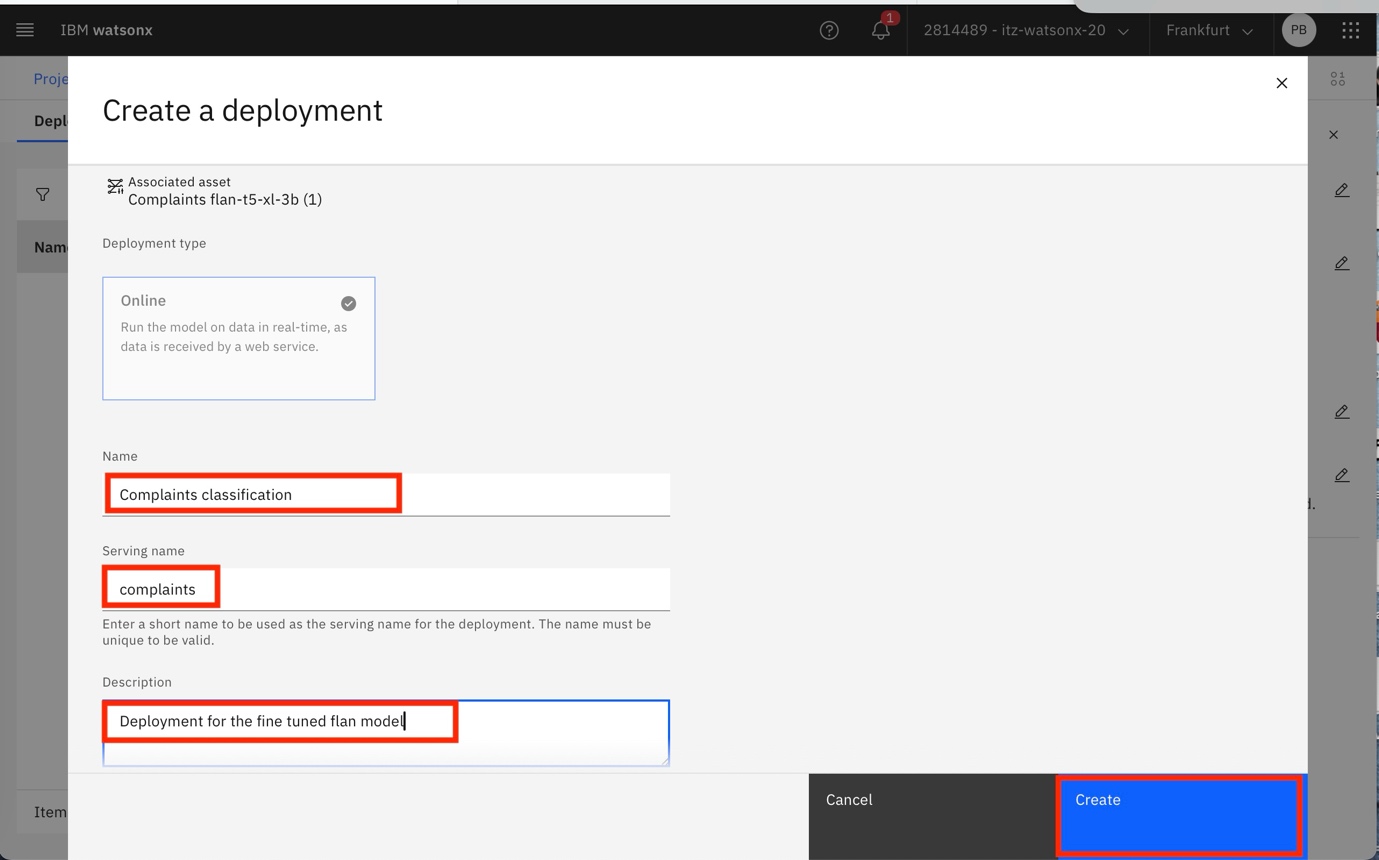 IBM watsonx
1
2814489 - itz-watsonx-20
Frankfurt
PB
Proje
Create a deployment
Depl
Associated asset
Complaints flan-t5-xl-3b (1)
Deployment type
Name
Online
Run the model on data in real-time, as
data is received by a web service.
Name
Complaints classification
d.
Serving name
complaints
Enter a short name to be used as the serving name for the deployment. The name must be
unique to be valid.
Description
Deployment for the fine tuned flan model
Item
Cancel
Create